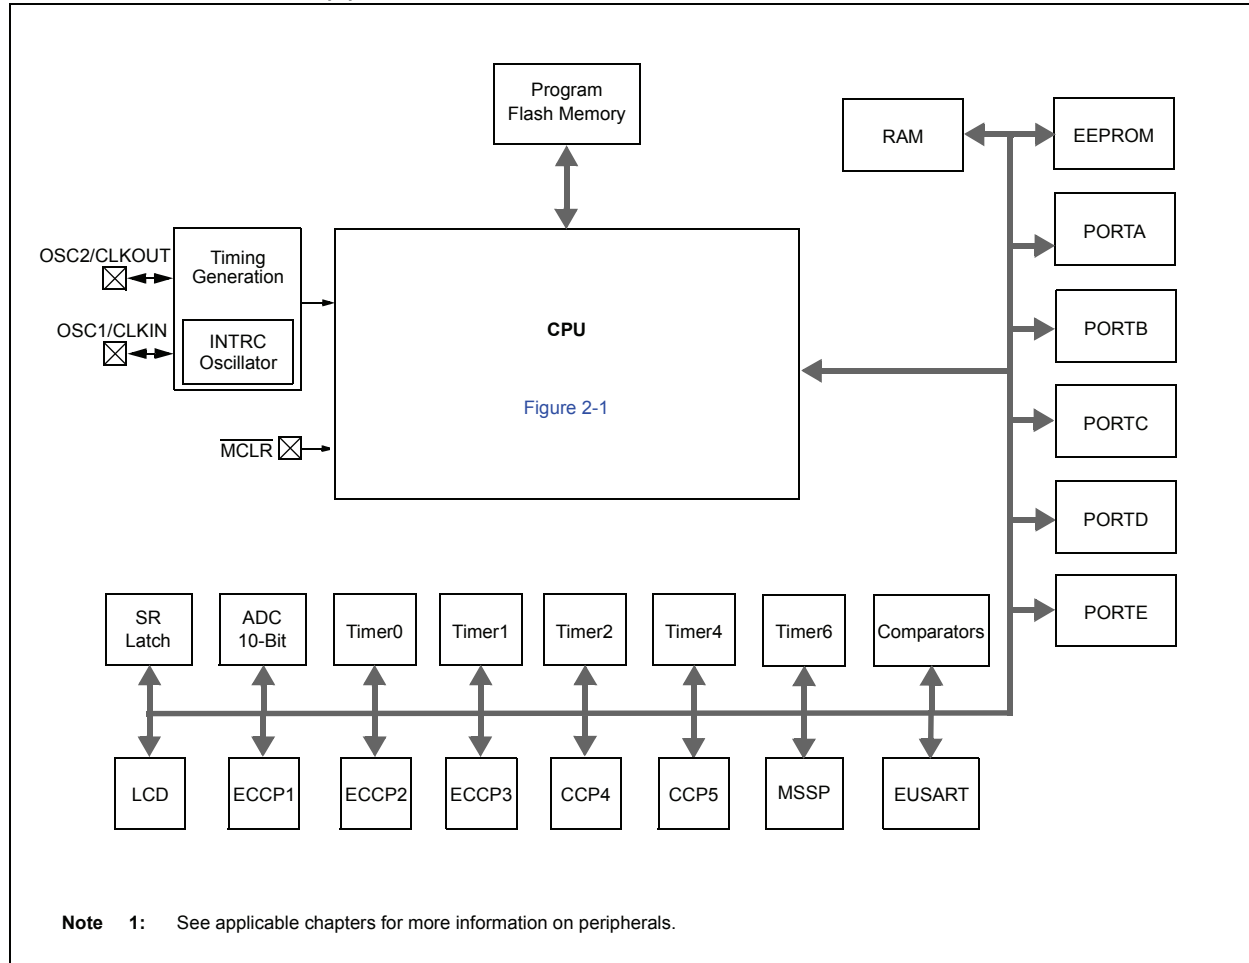 Program
Flash Memory
RAM
EEPROM
PORTA
OSC2/CLKOUT
Timing
Generation
OSC1/CLKIN
INTRC
Oscillator
CPU
PORTB
Figure 2-1
PORTC
MCLR
PORTD
SR
Latch
ADC
10-Bit
Timer0
Timer1
Timer2
Timer4
Timer6
Comparators
PORTE
LCD
ECCP1
ECCP2
ECCP3
CCP4
CCP5
MSSP
EUSART
Note 1: See applicable chapters for more information on peripherals.